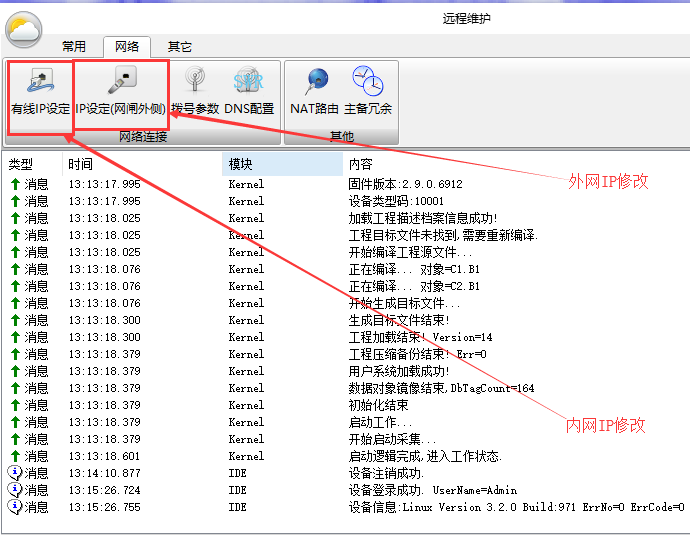 远程维护
常用 网络 其它
有线IP设定 IP设定(网闸外侧) 拨号参数 DNS配置 NAT路由 主备冗余
网络连接 其他
类型 时间 模块 内容
消息 13:13:17.995 Kernel 固件版本:2.9.0.6912
消息 13:13:17.995 Kernel 设备类型码:10001
消息 13:13:18.025 Kernel 加载工程描述档案信息成功!
消息 13:13:18.025 Kernel 工程目标文件未找到,需要重新编译.
消息 13:13:18.025 Kernel 开始编译工程源文件...
消息 13:13:18.076 Kernel 正在编译... 对象=C1.B1
消息 13:13:18.076 Kernel 正在编译... 对象=C2.B1
消息 13:13:18.076 Kernel 开始生成目标文件...
消息 13:13:18.300 Kernel 生成目标文件结束!
消息 13:13:18.300 Kernel 工程加载结束! Version=14
消息 13:13:18.379 Kernel 工程压缩备份结束! Err=0
消息 13:13:18.379 Kernel 用户系统加载成功!
消息 13:13:18.379 Kernel 数据对象镜像结束,DbTagCount=164
消息 13:13:18.379 Kernel 初始化结束
消息 13:13:18.379 Kernel 启动工作...
消息 13:13:18.379 Kernel 开始启动采集...
消息 13:13:18.601 Kernel 启动逻辑完成,进入工作状态.
消息 13:14:10.877 IDE 设备注销成功.
消息 13:15:26.724 IDE 设备登录成功. UserName=Admin
消息 13:15:26.755 IDE 设备信息:Linux Version 3.2.0 Build:971 ErrNo=0 ErrCode=0
外网IP修改
内网IP修改